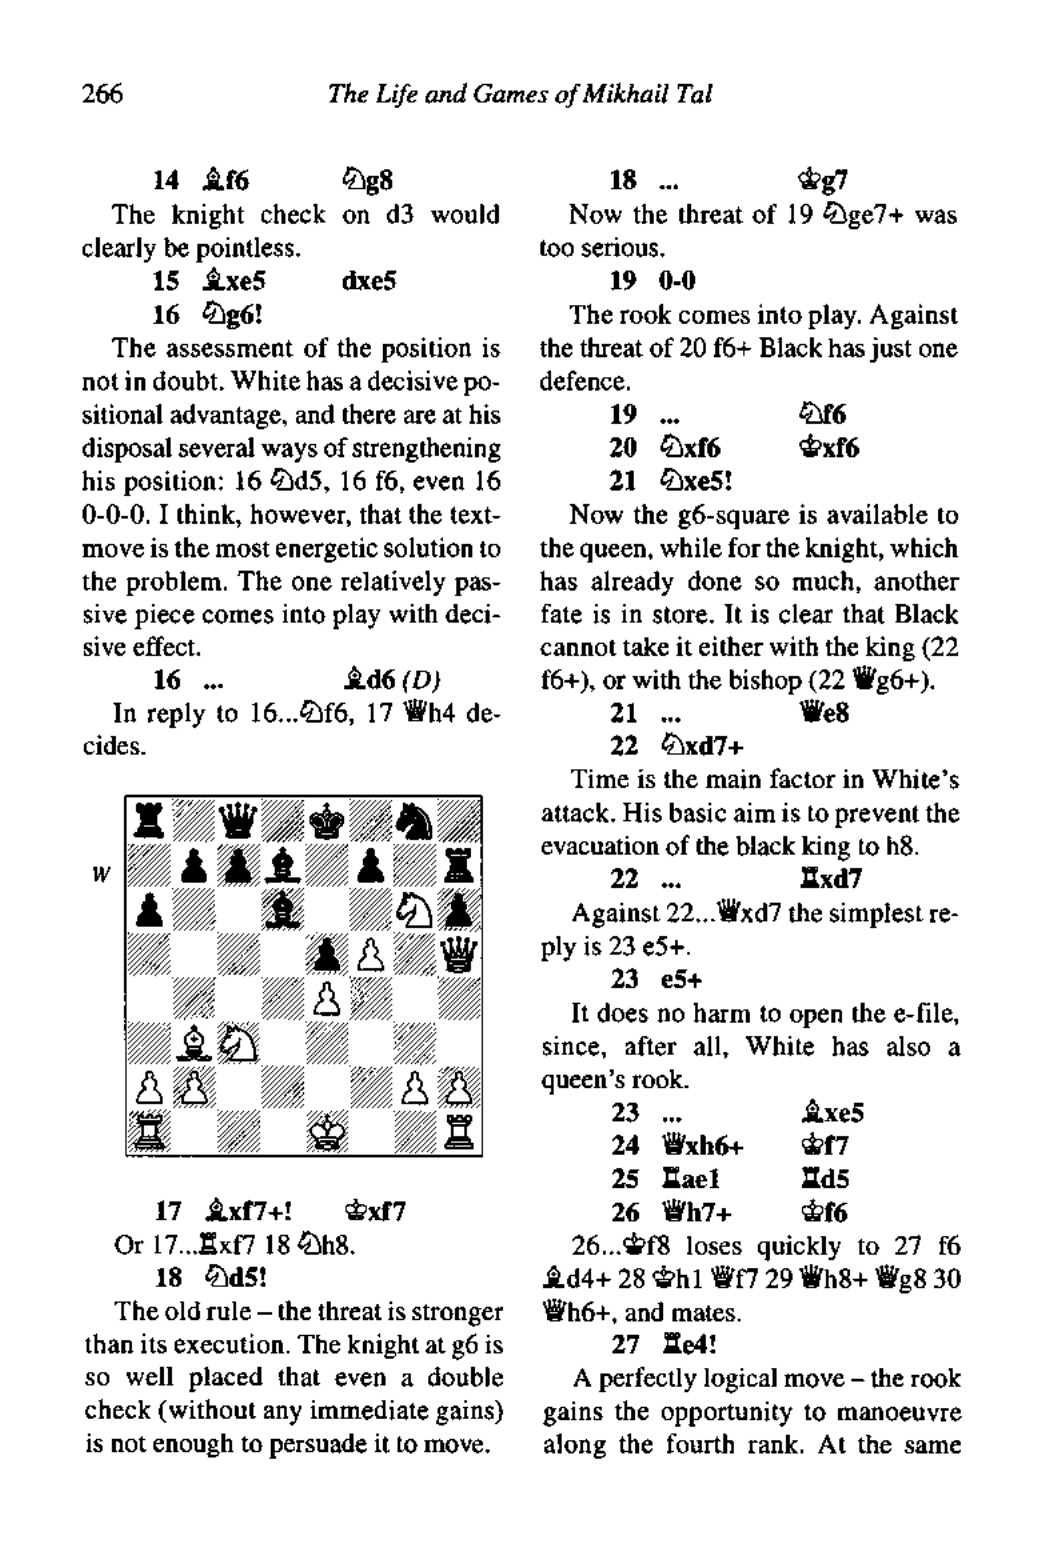 266 The Life and Games of Mikhail Tal
14 ♗f6 ♘g8
The knight check on d3 would
clearly be pointless.
15 ♗xe5 dxe5
16 ♘g6!
The assessment of the position is
not in doubt. White has a decisive po-
sitional advantage, and there are at his
disposal several ways of strengthening
his position: 16 ♘d5, 16 f6, even 16
0-0-0. I think, however, that the text-
move is the most energetic solution to
the problem. The one relatively pas-
sive piece comes into play with deci-
sive effect.
16 ... ♗d6 (D)
In reply to 16...♘f6, 17 ♕h4 de-
cides.
W
17 ♗xf7+! ♔xf7
Or 17...♖xf7 18 ♘h8.
18 ♘d5!
The old rule – the threat is stronger
than its execution. The knight at g6 is
so well placed that even a double
check (without any immediate gains)
is not enough to persuade it to move.
18 ... ♔g7
Now the threat of 19 ♘ge7+ was
too serious.
19 0-0
The rook comes into play. Against
the threat of 20 f6+ Black has just one
defence.
19 ... ♘f6
20 ♘xf6 ♔xf6
21 ♘xe5!
Now the g6-square is available to
the queen, while for the knight, which
has already done so much, another
fate is in store. It is clear that Black
cannot take it either with the king (22
f6+), or with the bishop (22 ♕g6+).
21 ... ♕e8
22 ♘xd7+
Time is the main factor in White's
attack. His basic aim is to prevent the
evacuation of the black king to h8.
22 ... ♖xd7
Against 22...♕xd7 the simplest re-
ply is 23 e5+.
23 e5+
It does no harm to open the e-file,
since, after all, White has also a
queen's rook.
23 ... ♗xe5
24 ♕xh6+ ♔f7
25 ♖ae1 ♖d5
26 ♕h7+ ♔f6
26...♔f8 loses quickly to 27 f6
♗d4+ 28 ♔h1 ♕f7 29 ♕h8+ ♕g8 30
♕h6+, and mates.
27 ♖e4!
A perfectly logical move – the rook
gains the opportunity to manoeuvre
along the fourth rank. At the same